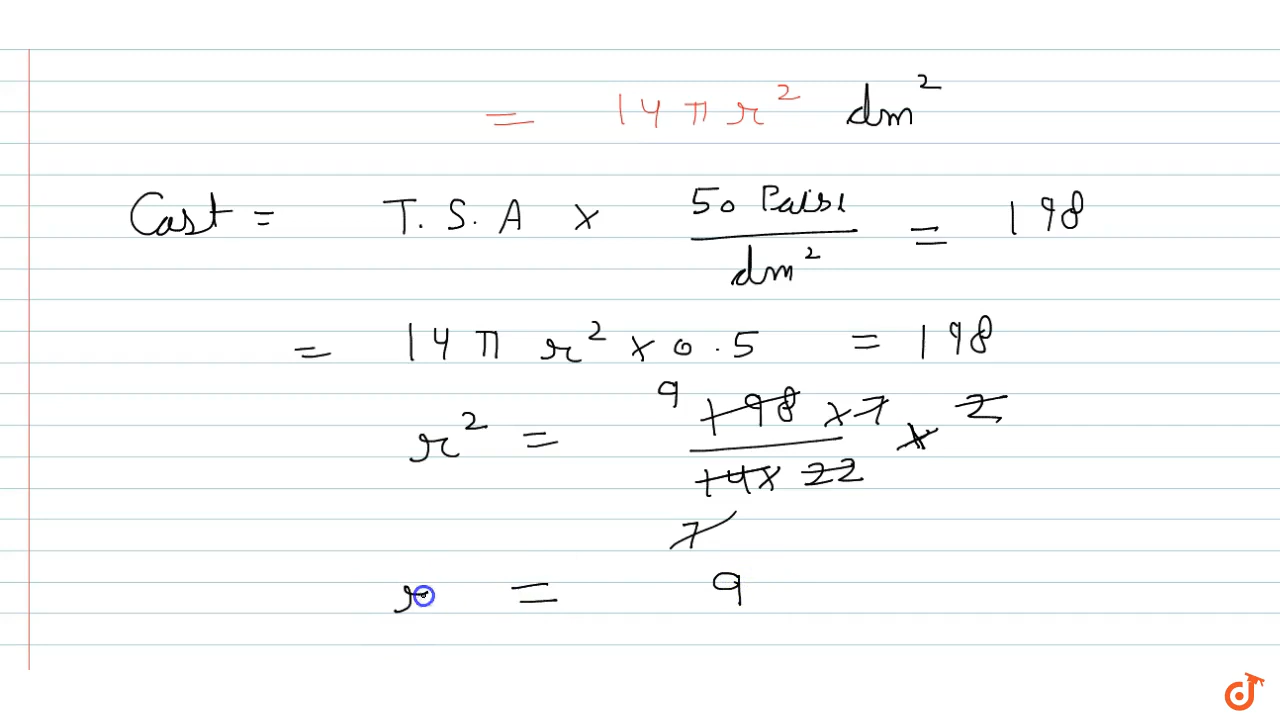 = 14 π r² dm²
Cost = T.S.A × 50 Paise / dm² = 198
= 14 π r² × 0.5 = 198
r² = 9 198 × 7 / 14 × 22 × 2
7
r = 9